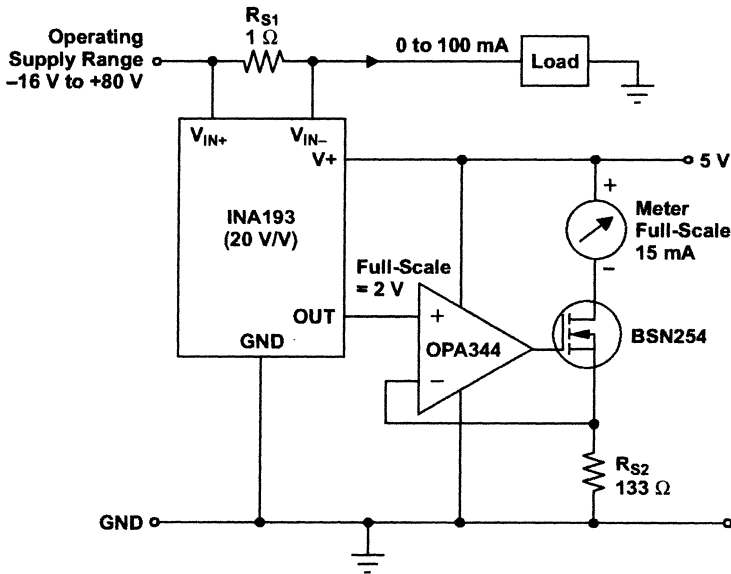 Operating
Supply Range
–16 V to +80 V
R_S1
1 Ω
0 to 100 mA
Load
V_IN+
V_IN–
V+
5 V
INA193
(20 V/V)
+
Meter
Full-Scale
15 mA
–
Full-Scale
= 2 V
OUT
GND
+
OPA344
–
BSN254
R_S2
133 Ω
GND